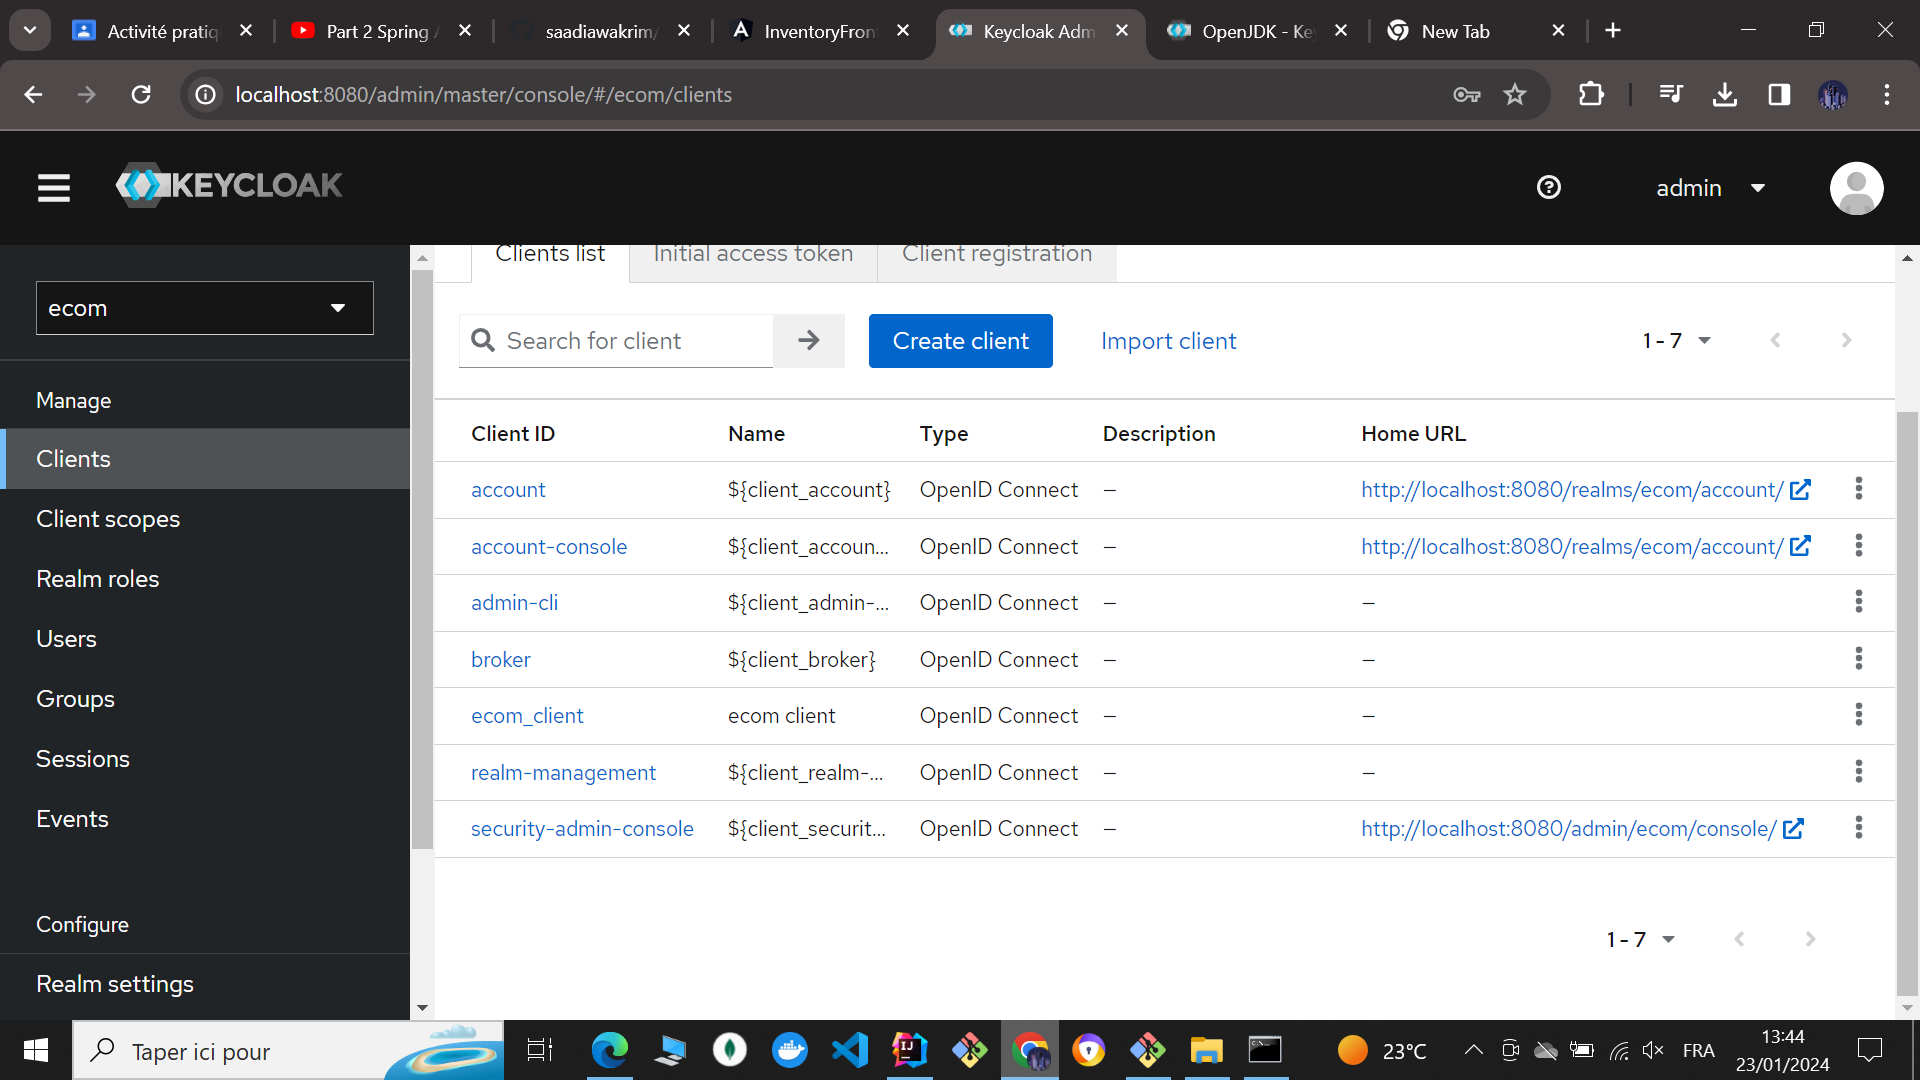 Activité pratiq
Part 2 Spring A
saadiawakrim/
InventoryFron
Keycloak Adm
OpenJDK - Key
New Tab
localhost:8080/admin/master/console/#/ecom/clients
KEYCLOAK
admin
ecom
Manage
Clients
Client scopes
Realm roles
Users
Groups
Sessions
Events
Configure
Realm settings
Clients list
Initial access token
Client registration
Search for client
Create client
Import client
1 - 7
Client ID Name Type Description Home URL
account ${client_account} OpenID Connect – http://localhost:8080/realms/ecom/account/
account-console ${client_accoun... OpenID Connect – http://localhost:8080/realms/ecom/account/
admin-cli ${client_admin-... OpenID Connect – –
broker ${client_broker} OpenID Connect – –
ecom_client ecom client OpenID Connect – –
realm-management ${client_realm-... OpenID Connect – –
security-admin-console ${client_securit... OpenID Connect – http://localhost:8080/admin/ecom/console/
1 - 7
Taper ici pour
23°C
FRA
13:44
23/01/2024